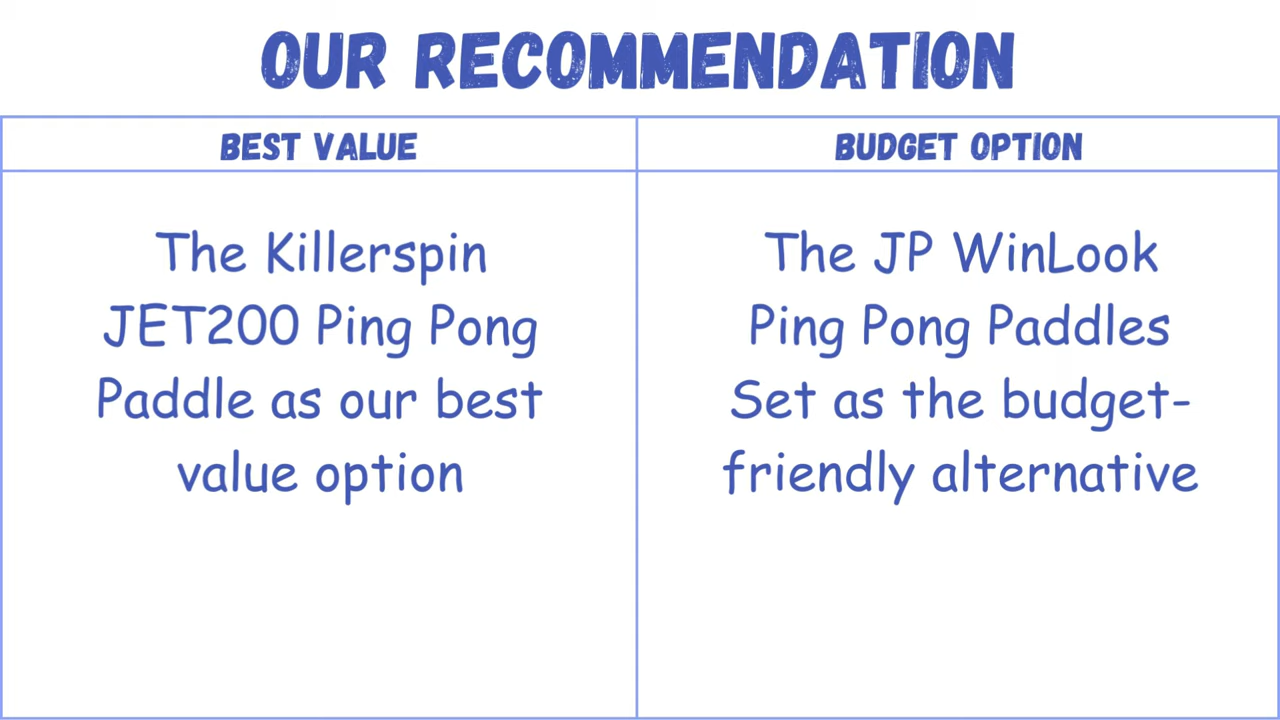 OUR RECOMMENDATION
BEST VALUE
The Killerspin
JET200 Ping Pong
Paddle as our best
value option
BUDGET OPTION
The JP WinLook
Ping Pong Paddles
Set as the budget-
friendly alternative